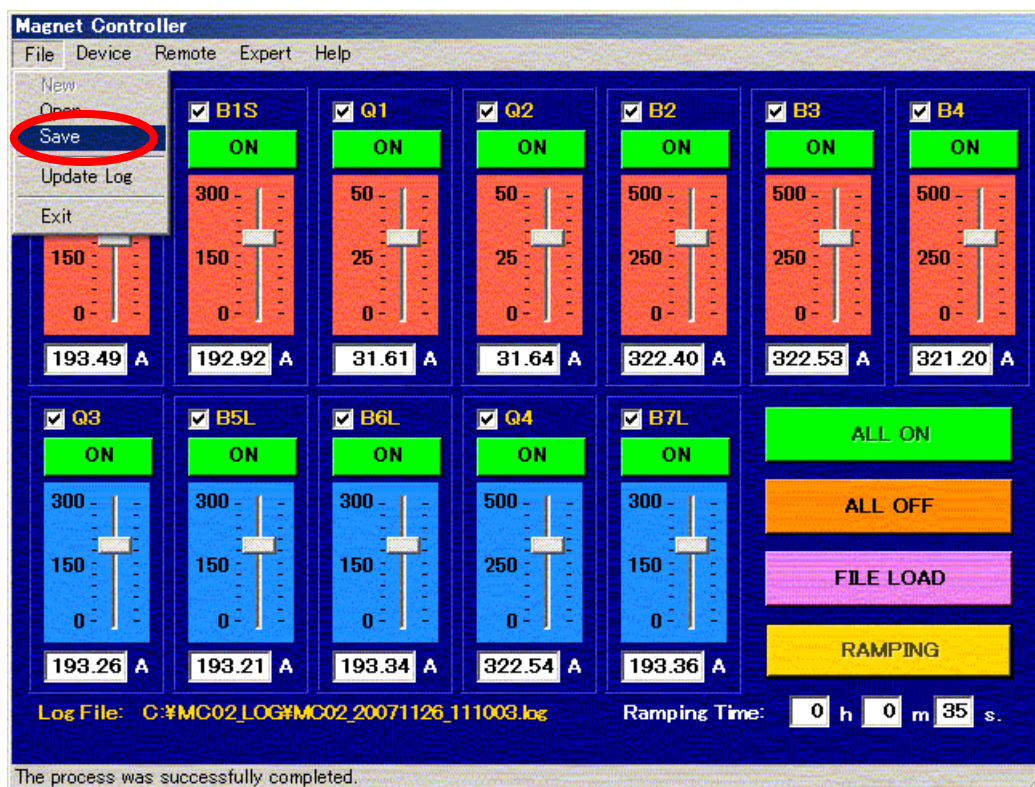 Magnet Controller
File Device Remote Expert Help
New
Open
Save
Update Log
Exit
B1S Q1 Q2 B2 B3 B4
ON ON ON ON ON ON
300 50 50 500 500 500
150 150 25 25 250 250 250
0 0 0 0 0 0 0
193.49 A 192.92 A 31.61 A 31.64 A 322.40 A 322.53 A 321.20 A
Q3 B5L B6L Q4 B7L
ON ON ON ON ON
300 300 300 500 300
150 150 150 250 150
0 0 0 0 0
193.26 A 193.21 A 193.34 A 322.54 A 193.36 A
ALL ON
ALL OFF
FILE LOAD
RAMPING
Log File: C:¥MC02_LOG¥MC02_20071126_111003.log Ramping Time: 0 h 0 m 35 s.
The process was successfully completed.